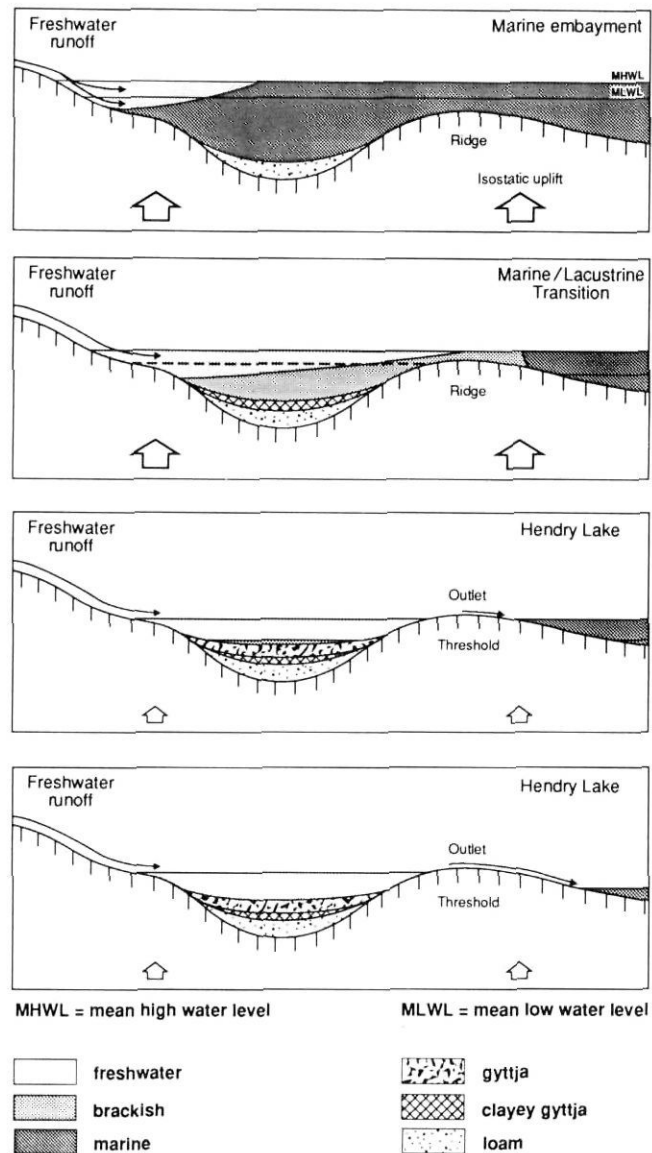 Freshwater
runoff
Marine embayment
MHWL
MLWL
Ridge
Isostatic uplift
Freshwater
runoff
Marine/Lacustrine
Transition
Ridge
Freshwater
runoff
Hendry Lake
Outlet
Threshold
Freshwater
runoff
Hendry Lake
Outlet
Threshold
MHWL = mean high water level
MLWL = mean low water level
freshwater
brackish
marine
gyttja
clayey gyttja
loam